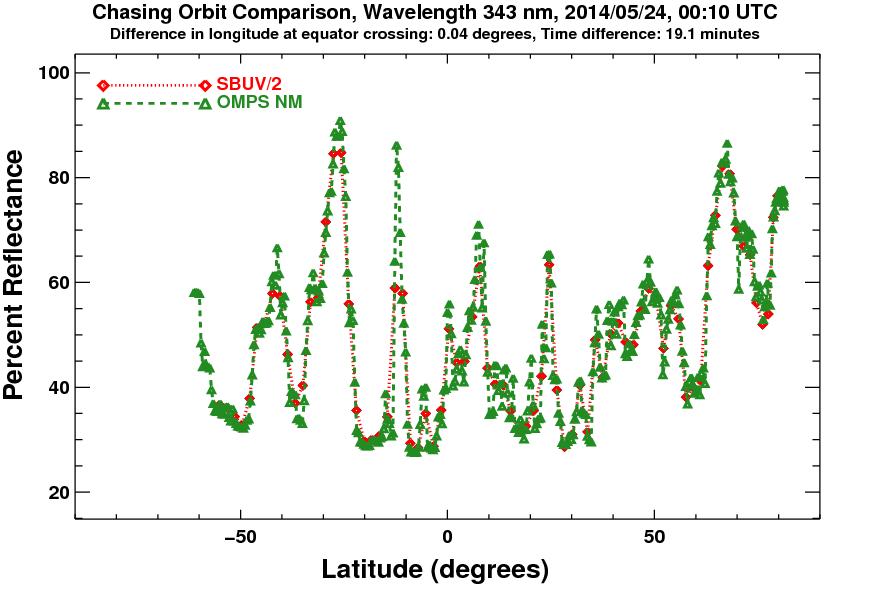 Chasing Orbit Comparison, Wavelength 343 nm, 2014/05/24, 00:10 UTC
Difference in longitude at equator crossing: 0.04 degrees, Time difference: 19.1 minutes
100
SBUV/2
OMPS NM
80
60
40
20
Percent Reflectance
−50 0 50
Latitude (degrees)